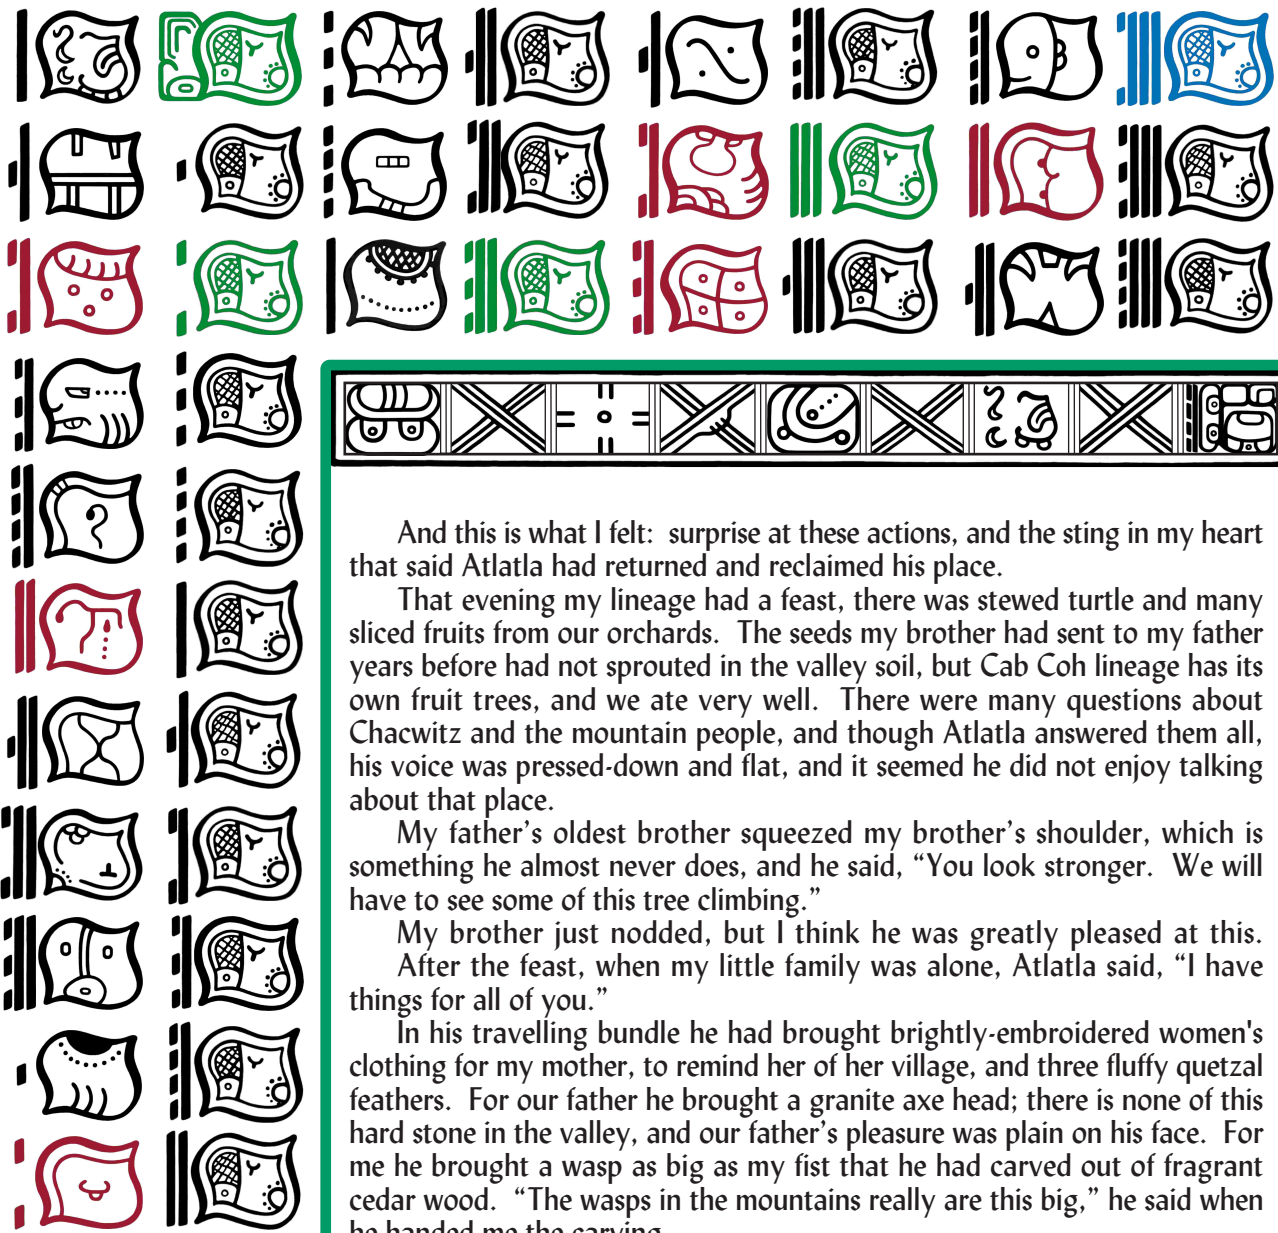 And this is what I felt:  surprise at these actions, and the sting in my heart
that said Atlatla had returned and reclaimed his place.
That evening my lineage had a feast, there was stewed turtle and many
sliced fruits from our orchards.  The seeds my brother had sent to my father
years before had not sprouted in the valley soil, but Cab Coh lineage has its
own fruit trees, and we ate very well.  There were many questions about
Chacwitz and the mountain people, and though Atlatla answered them all,
his voice was pressed-down and flat, and it seemed he did not enjoy talking
about that place.
My father’s oldest brother squeezed my brother’s shoulder, which is
something he almost never does, and he said, “You look stronger.  We will
have to see some of this tree climbing.”
My brother just nodded, but I think he was greatly pleased at this.
After the feast, when my little family was alone, Atlatla said, “I have
things for all of you.”
In his travelling bundle he had brought brightly-embroidered women's
clothing for my mother, to remind her of her village, and three fluffy quetzal
feathers.  For our father he brought a granite axe head; there is none of this
hard stone in the valley, and our father’s pleasure was plain on his face.  For
me he brought a wasp as big as my fist that he had carved out of fragrant
cedar wood.  “The wasps in the mountains really are this big,” he said when
he handed me the carving.